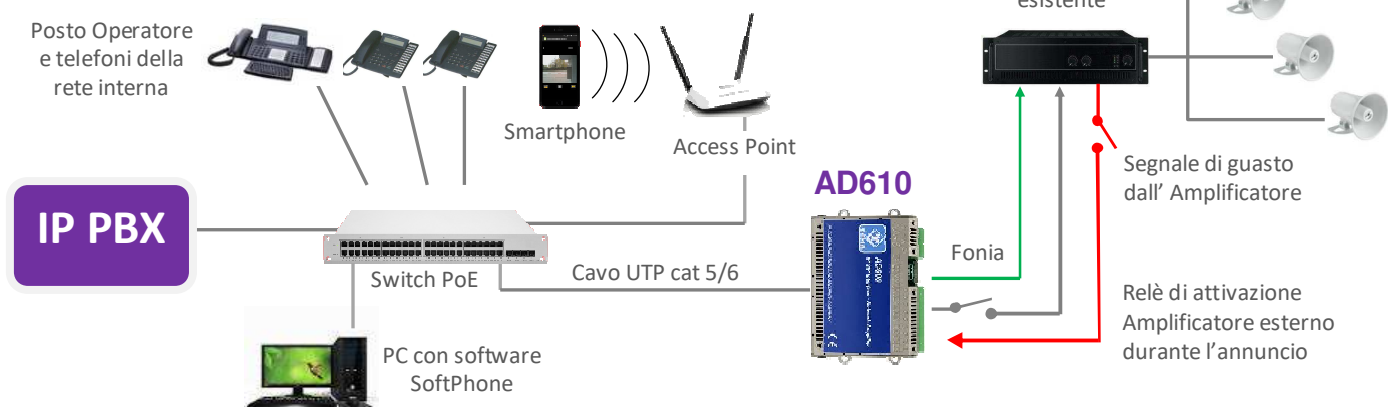 esistente
Posto Operatore
e telefoni della
rete interna
Smartphone
Access Point
Segnale di guasto
dall’ Amplificatore
AD610
IP PBX
Switch PoE
Cavo UTP cat 5/6
Fonia
Relè di attivazione
Amplificatore esterno
durante l’annuncio
PC con software
SoftPhone